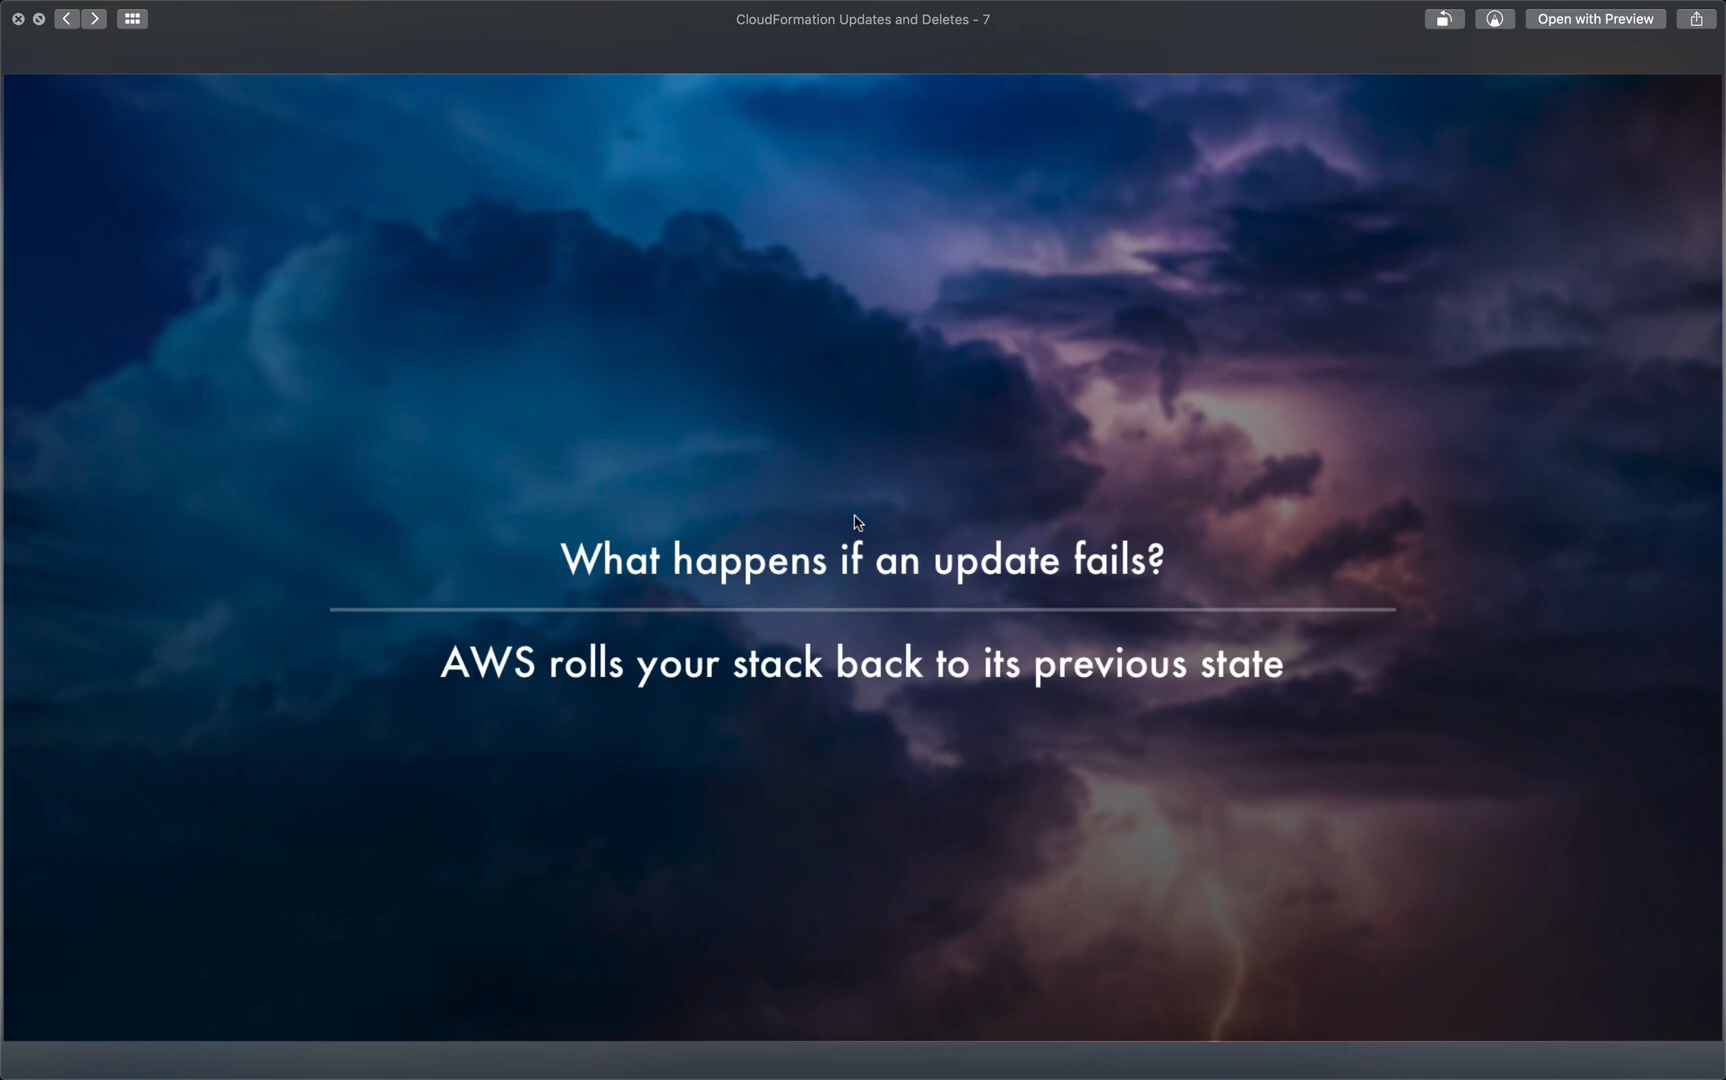 CloudFormation Updates and Deletes - 7
Open with Preview
What happens if an update fails?
AWS rolls your stack back to its previous state